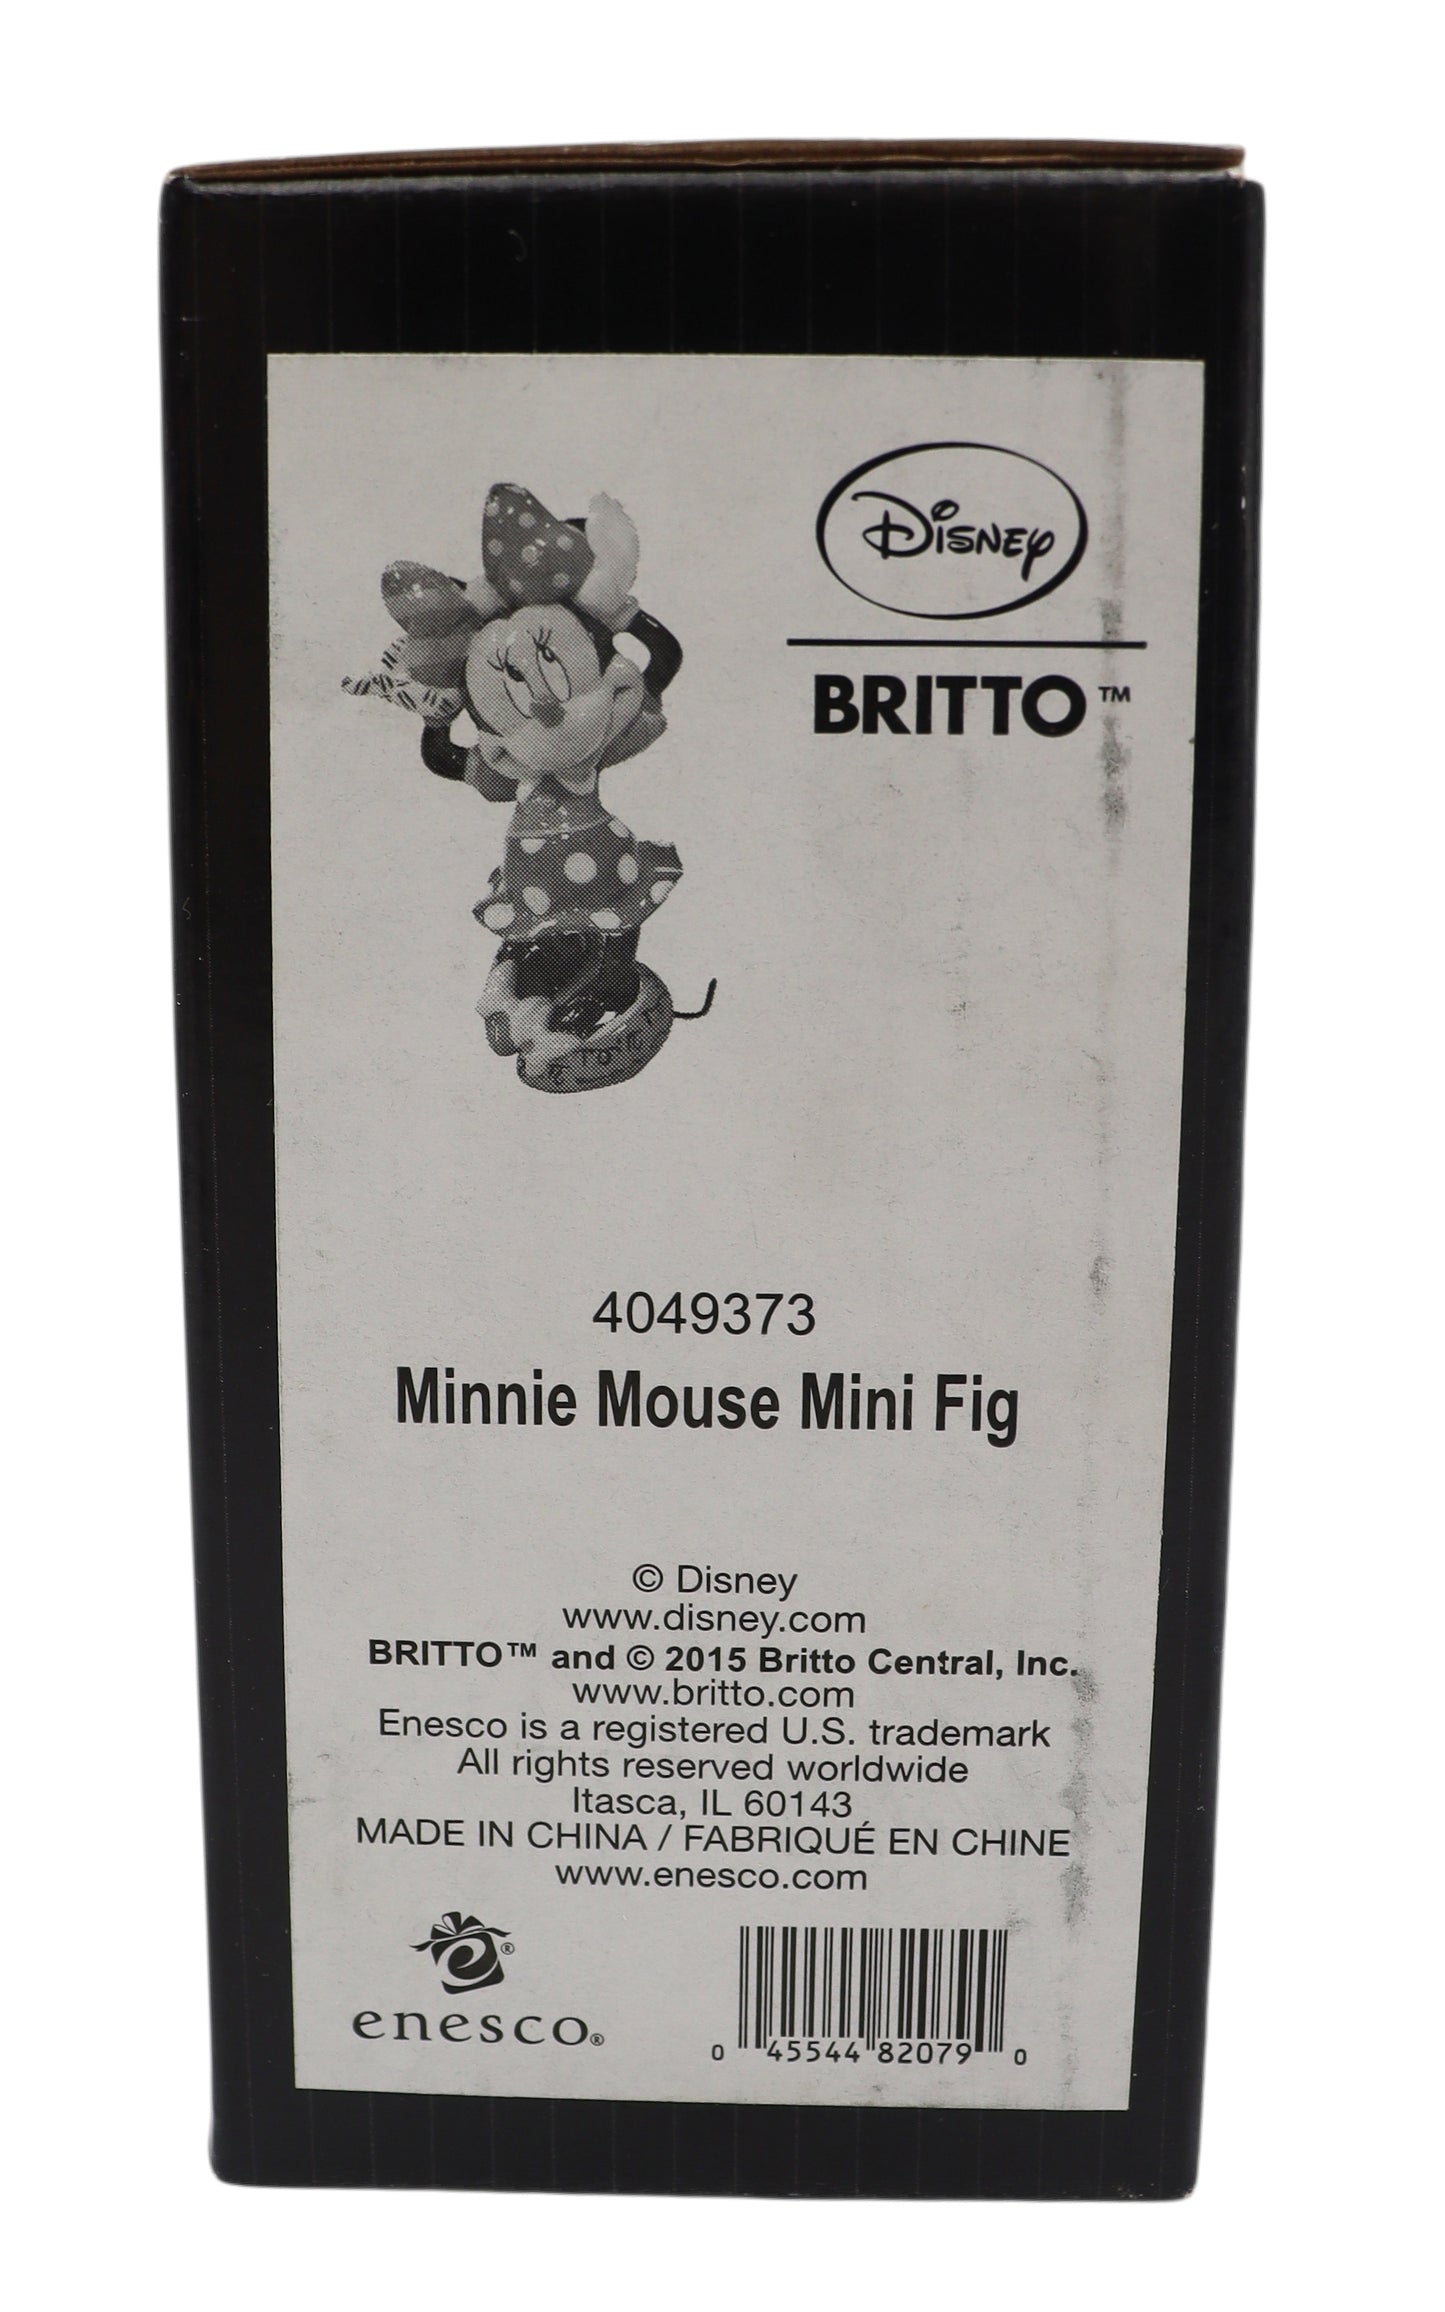 Disney
BRITTO™
4049373
Minnie Mouse Mini Fig
© Disney
www.disney.com
BRITTO™ and © 2015 Britto Central, Inc.
www.britto.com
Enesco is a registered U.S. trademark
All rights reserved worldwide
Itasca, IL 60143
MADE IN CHINA / FABRIQUÉ EN CHINE
www.enesco.com
e®
enesco®
0 45544 82079 0